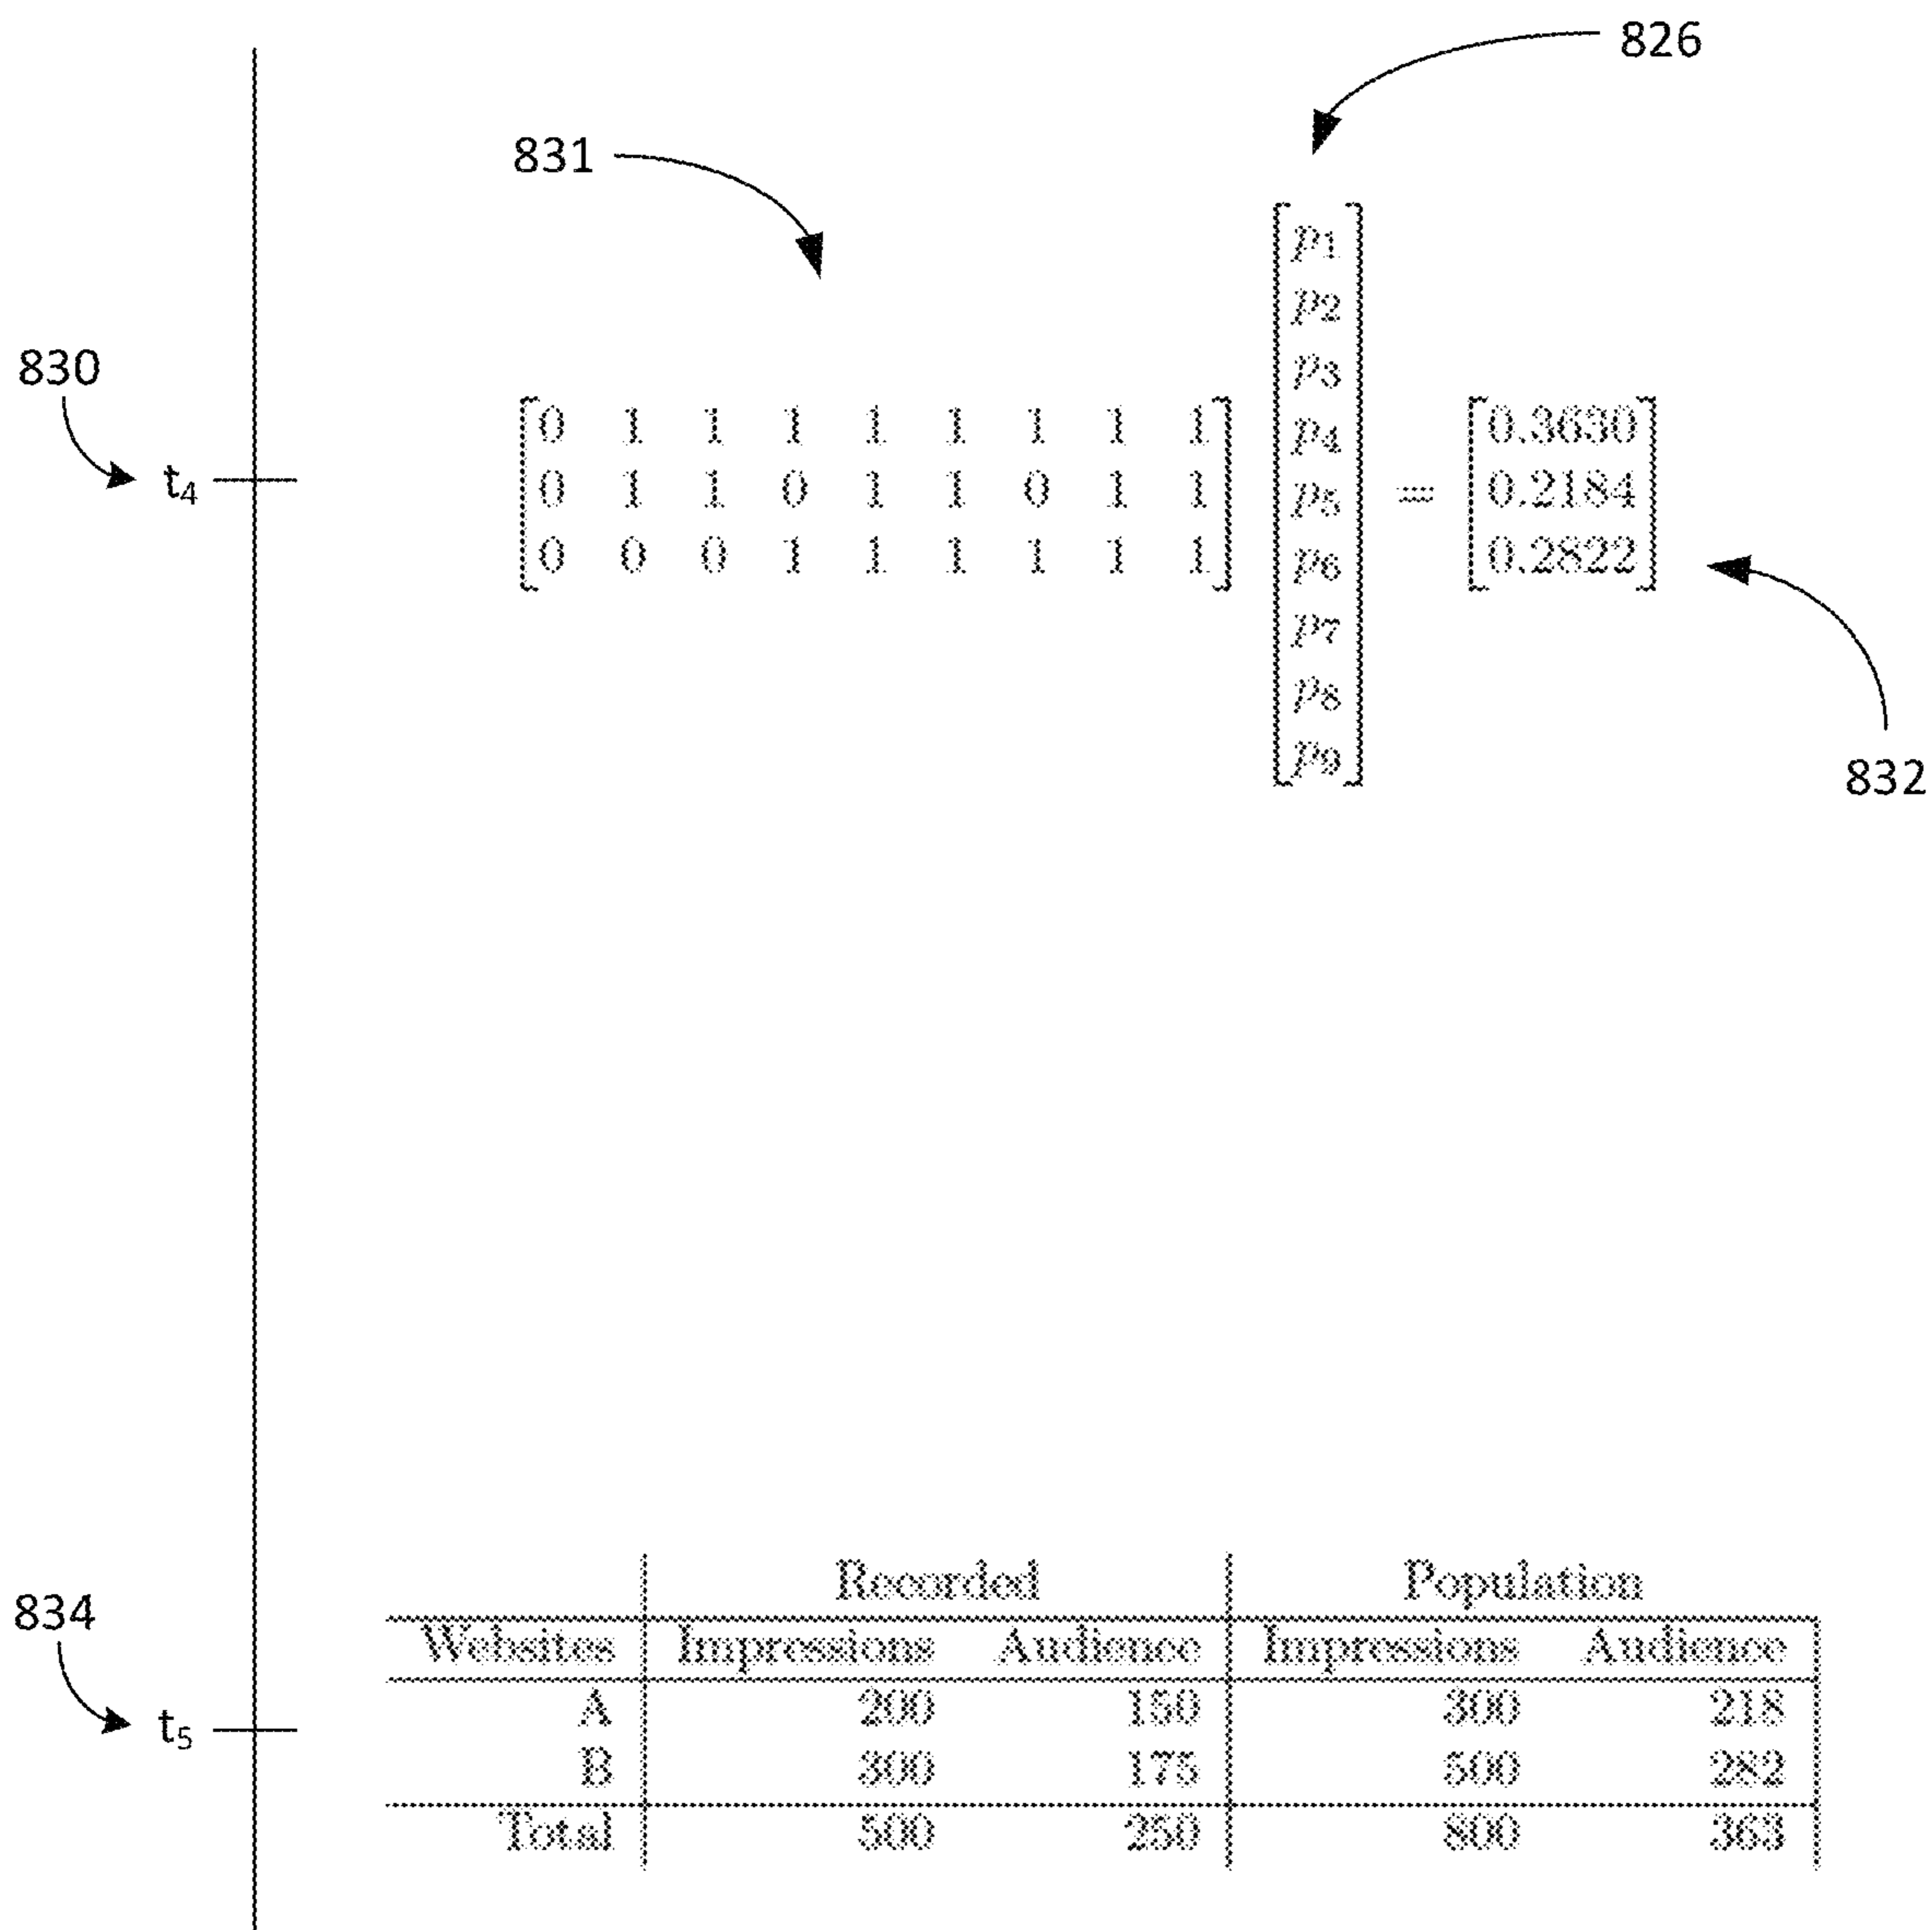 826
831
p1
p2
p3
830
0 1 1 1 1 1 1 1 1 p4 0.3630
t4 0 1 1 0 1 1 0 1 1 p5 = 0.2184
0 0 0 1 1 1 1 1 1 p6 0.2822
p7
p8
p9
832
Recorded Population
834
Websites Impressions Audience Impressions Audience
A 200 150 300 218
t5
B 300 175 500 282
Total 500 250 800 363